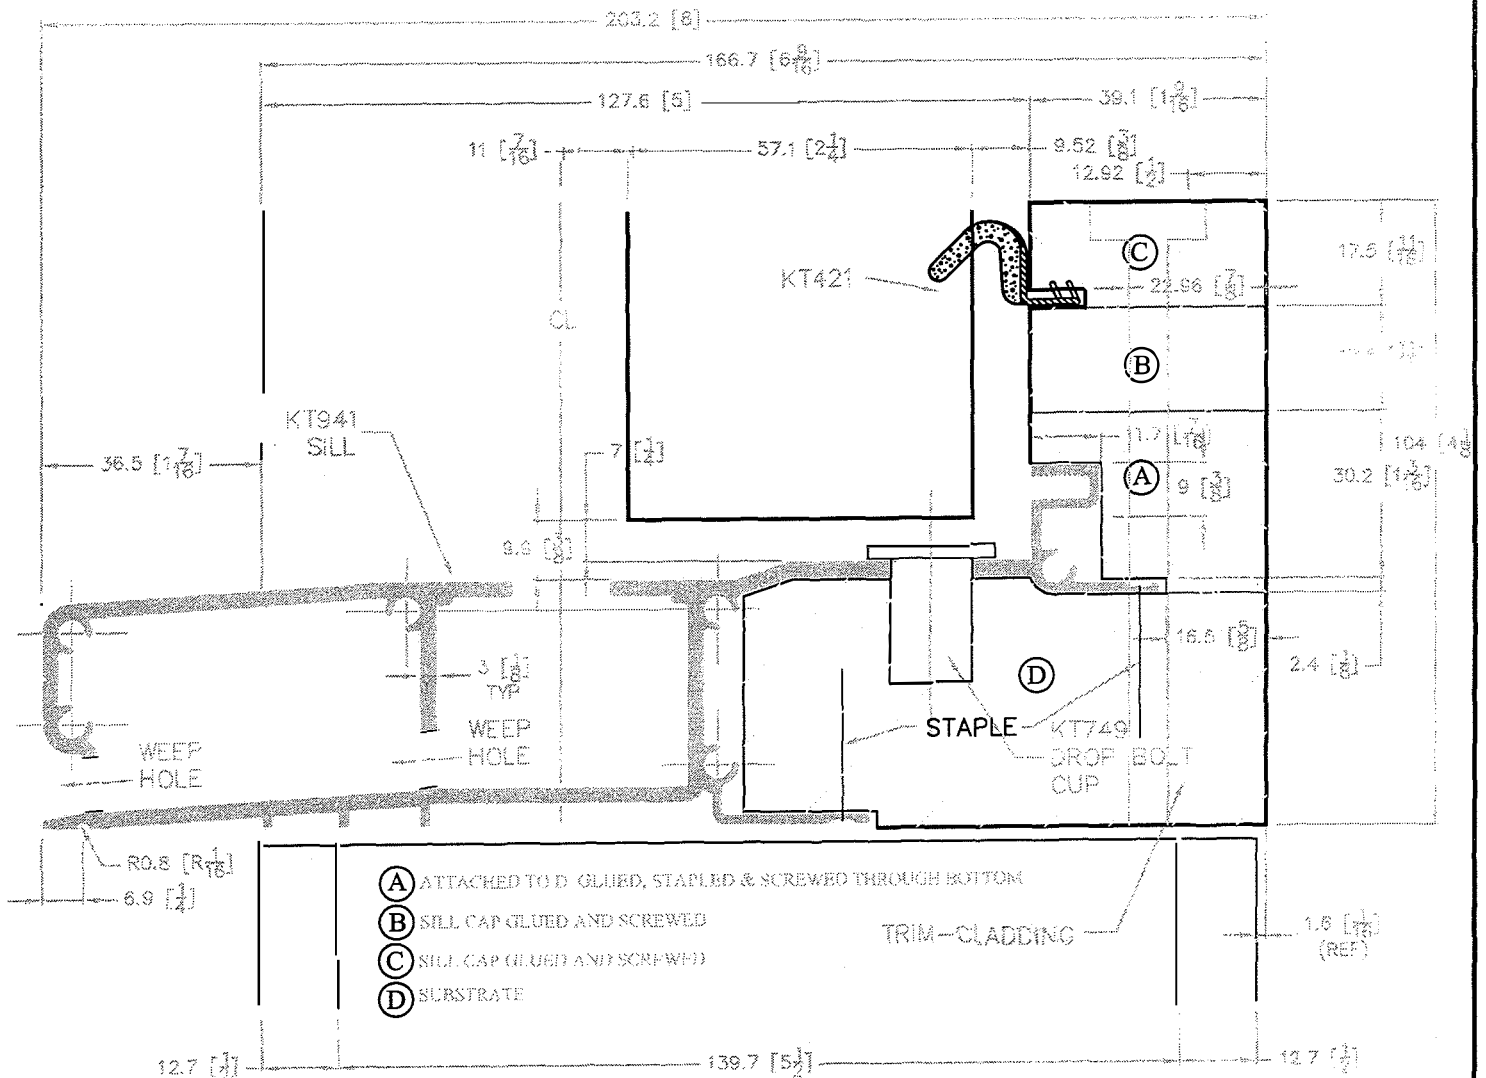 203.2 [8]
166.7 [6 9/16]
127.6 [5]
39.1 [1 9/16]
11 [7/16]
57.1 [2 1/4]
9.52 [3/8]
12.92 [1/2]
C
17.5 [11/16]
KT421
22.96 [7/8]
CL
B
KT941
SILL
7 [1/2]
11.7 [7/16]
104 [4 1/8]
36.5 [1 7/16]
A
9 [3/8]
30.2 [1 3/16]
9.6 [3/8]
16.5 [5/8]
2.4 [1/8]
3 [1/8]
TYP
D
WEEP
HOLE
WEEP
HOLE
STAPLE
KT749
DROP BOLT
CUP
R0.8 [R 1/16]
6.9 [1/4]
A ATTACHED TO D GLUED, STAPLED & SCREWED THROUGH BOTTOM
B SILL CAP GLUED AND SCREWED
C SILL CAP GLUED AND SCREWED
D SUBSTRATE
TRIM-CLADDING
1.6 [1/16]
(REF)
12.7 [1/2]
139.7 [5 1/2]
12.7 [1/2]